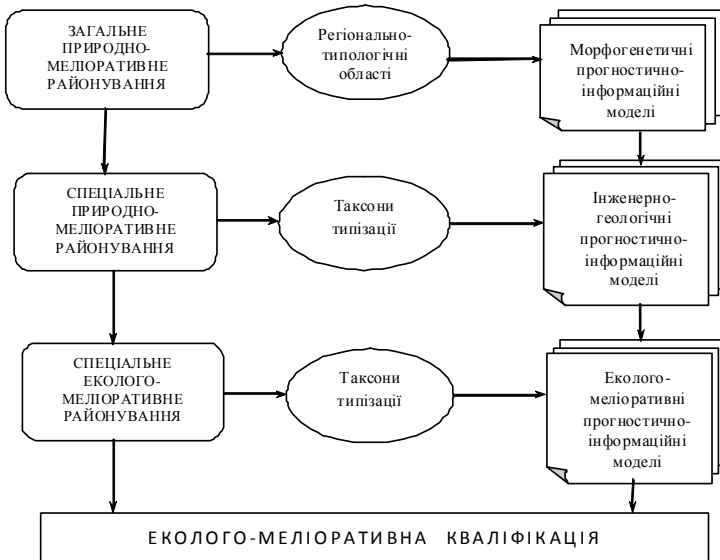 ЗАГАЛЬНЕ
ПРИРОДНО-
МЕЛІОРАТИВНЕ
РАЙОНУВАННЯ
Регіонально-
типологічні
області
Морфогенетичні
прогностично-
інформаційні
моделі
СПЕЦІАЛЬНЕ
ПРИРОДНО-
МЕЛІОРАТИВНЕ
РАЙОНУВАННЯ
Таксони
типізації
Інженерно-
геологічні
прогностично-
інформаційні
моделі
СПЕЦІАЛЬНЕ
ЕКОЛОГО-
МЕЛІОРАТИВНЕ
РАЙОНУВАННЯ
Таксони
типізації
Еколого-
меліоративні
прогностично-
інформаційні
моделі
ЕКОЛОГО-МЕЛІОРАТИВНА КВАЛІФІКАЦІЯ